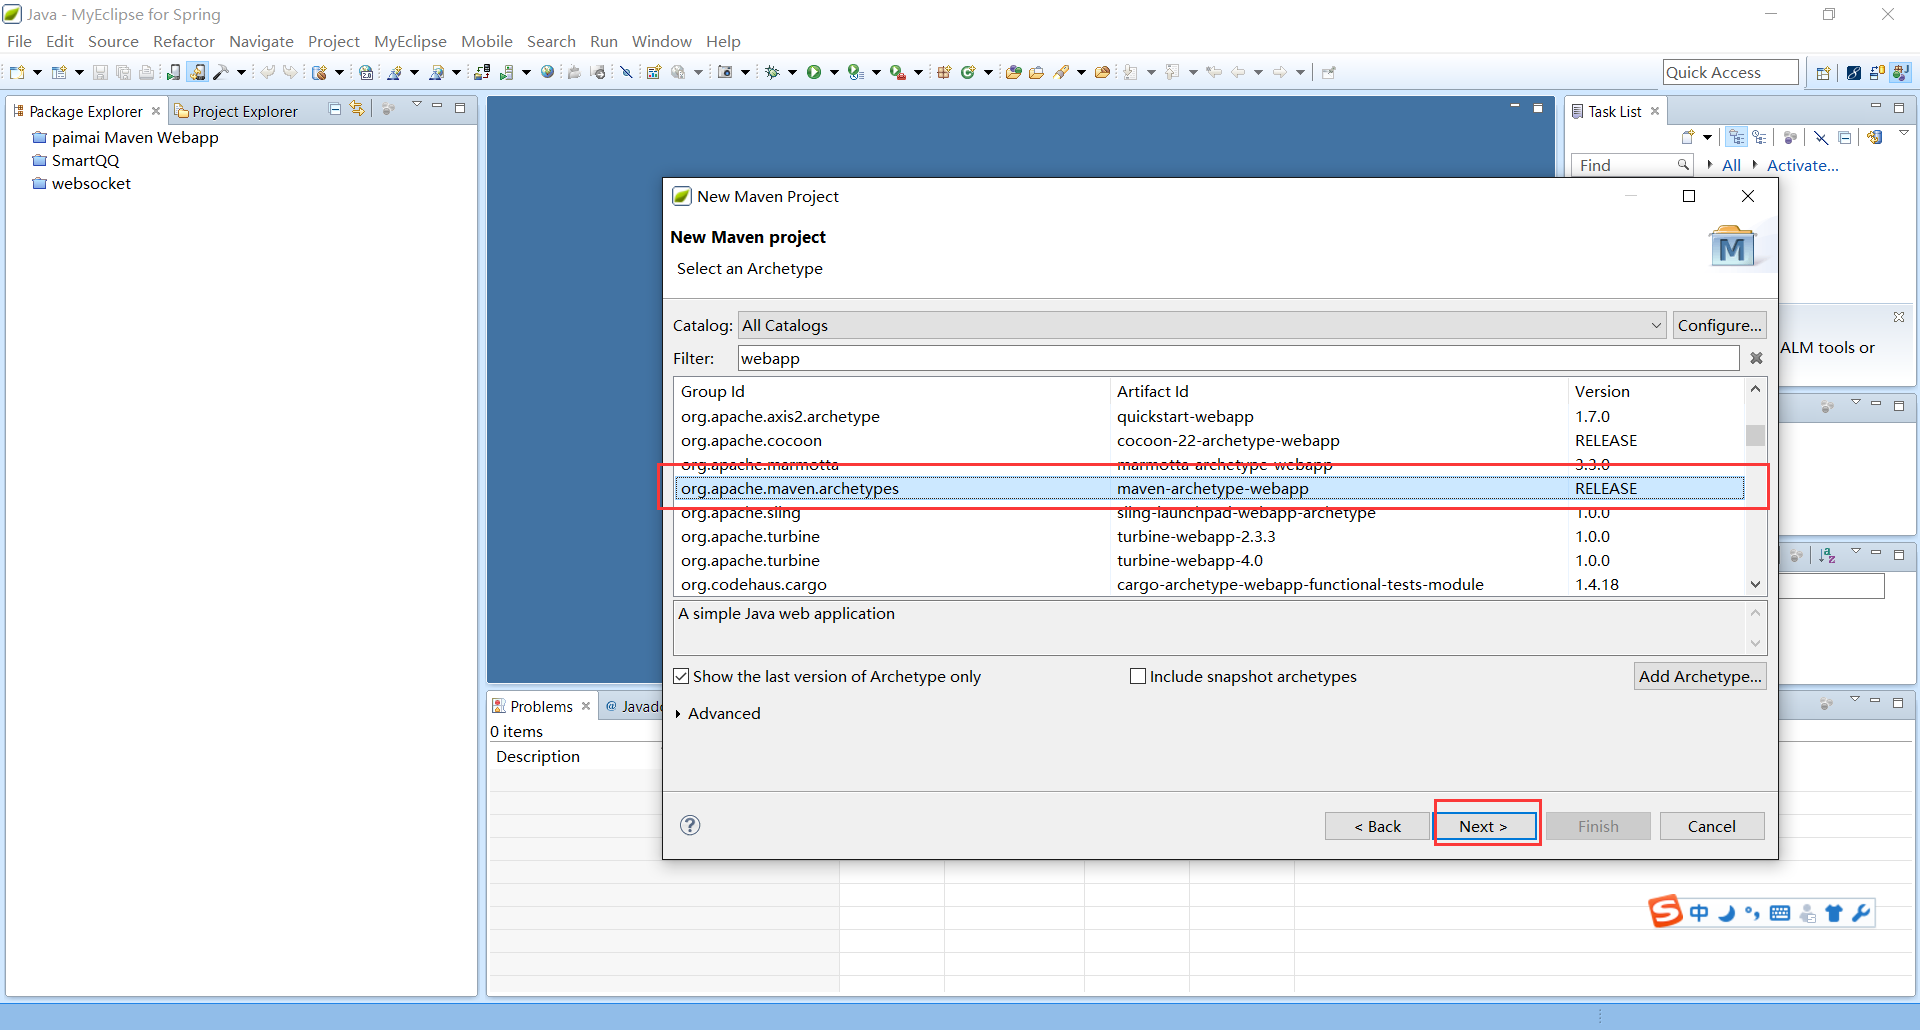 Java - MyEclipse for Spring
File Edit Source Refactor Navigate Project MyEclipse Mobile Search Run Window Help
Quick Access
Package Explorer
Project Explorer
paimai Maven Webapp
SmartQQ
websocket
Task List
Find
All
Activate...
ALM tools or
New Maven Project
New Maven project
Select an Archetype
M
Catalog: All Catalogs Configure...
Filter: webapp
Group Id Artifact Id Version
org.apache.axis2.archetype quickstart-webapp 1.7.0
org.apache.cocoon cocoon-22-archetype-webapp RELEASE
org.apache.marmotta marmotta-archetype-webapp 3.3.0
org.apache.maven.archetypes maven-archetype-webapp RELEASE
org.apache.sling sling-launchpad-webapp-archetype 1.0.0
org.apache.turbine turbine-webapp-2.3.3 1.0.0
org.apache.turbine turbine-webapp-4.0 1.0.0
org.codehaus.cargo cargo-archetype-webapp-functional-tests-module 1.4.18
A simple Java web application
Show the last version of Archetype only
Include snapshot archetypes
Add Archetype...
Advanced
< Back Next > Finish Cancel
Problems
@ Javado
0 items
Description
中